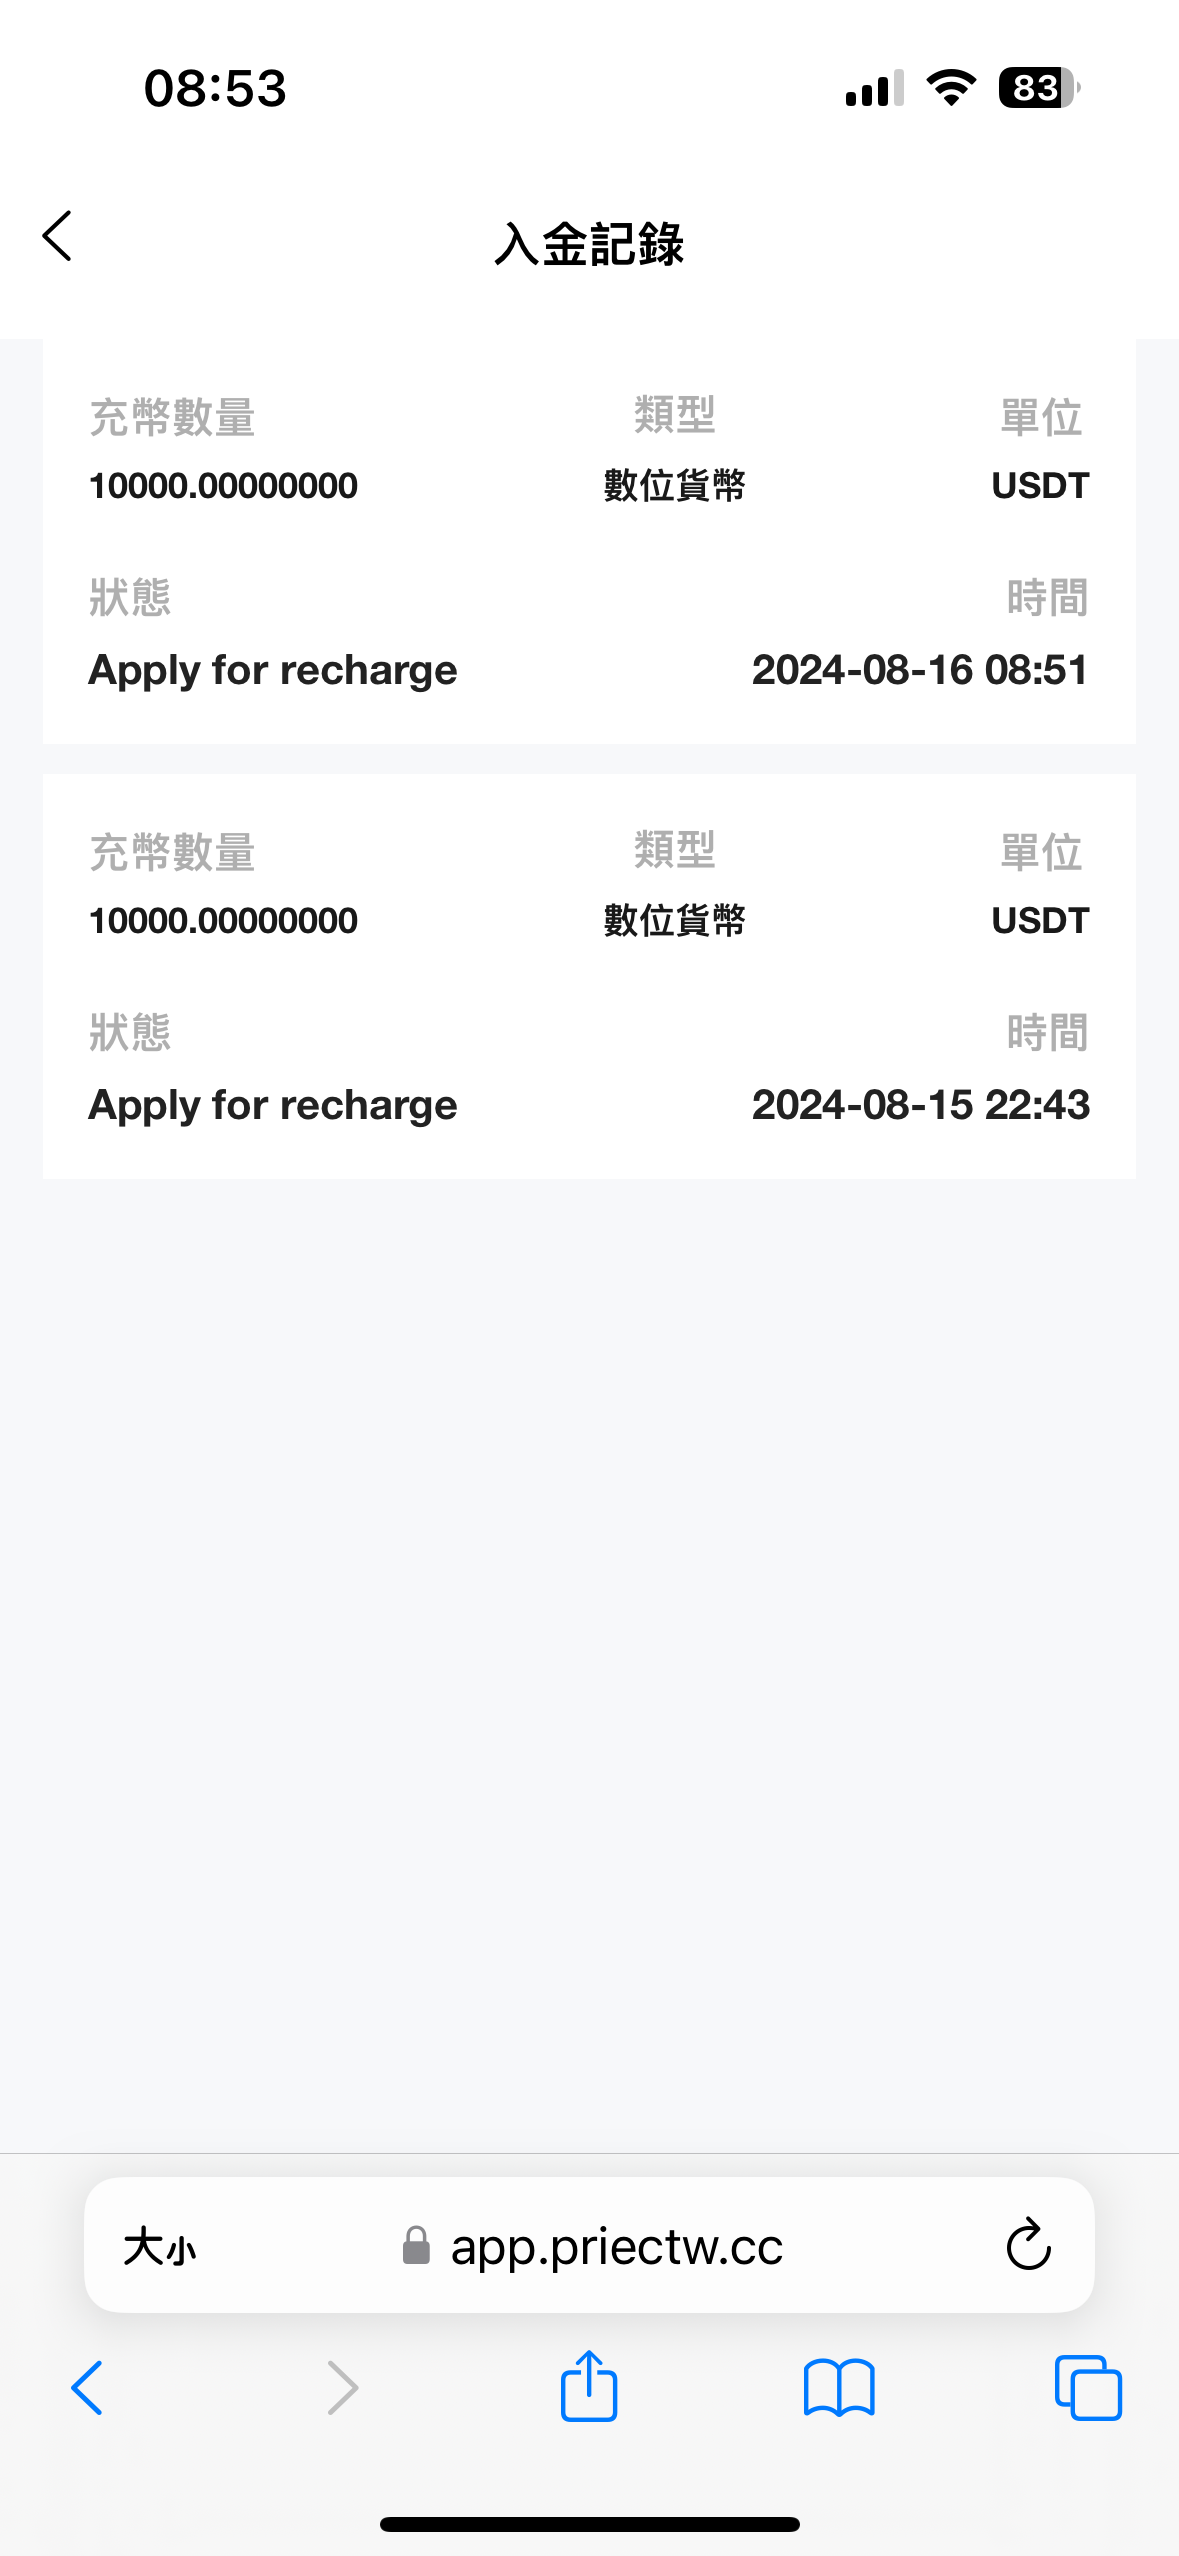 08:53
83
入金記錄
充幣數量 類型 單位
10000.00000000 數位貨幣 USDT
狀態 時間
Apply for recharge 2024-08-16 08:51
充幣數量 類型 單位
10000.00000000 數位貨幣 USDT
狀態 時間
Apply for recharge 2024-08-15 22:43
大小 app.priectw.cc